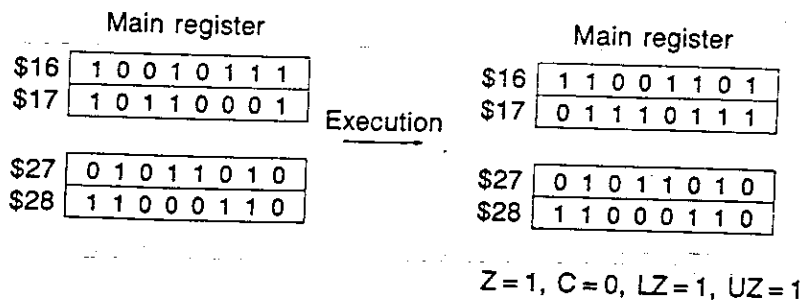 Main register
$16 1 0 0 1 0 1 1 1
$17 1 0 1 1 0 0 0 1
$27 0 1 0 1 1 0 1 0
$28 1 1 0 0 0 1 1 0
Execution
Main register
$16 1 1 0 0 1 1 0 1
$17 0 1 1 1 0 1 1 1
$27 0 1 0 1 1 0 1 0
$28 1 1 0 0 0 1 1 0
Z = 1, C = 0, LZ = 1, UZ = 1